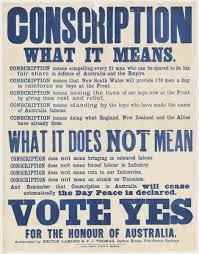 CONSCRIPTION
WHAT IT MEANS.
CONSCRIPTION means compelling every fit man who can be spared to do his
fair share in defence of Australia and the Empire.
CONSCRIPTION means that New South Wales will provide 170 men a day
to reinforce our boys at the Front.
CONSCRIPTION means saving the lives of our boys now at the Front
by giving them rest and relief.
CONSCRIPTION means standing by the boys who have made the name
of Australia famous.
CONSCRIPTION means doing what England, New Zealand and the Allies
have already done.
WHAT IT DOES NOT MEAN
CONSCRIPTION does not mean bringing in coloured labour.
CONSCRIPTION does not mean forced labour in Industry.
CONSCRIPTION does not mean ruin to our Industries.
CONSCRIPTION does not mean an attack on Unionism.
And Remember that Conscription in Australia will cease
automatically the Day Peace is declared.
VOTE YES
FOR THE HONOUR OF AUSTRALIA.
Authorised by HECTOR LAMOND & F. J. THOMAS, Dalton House, Pitt Street Sydney